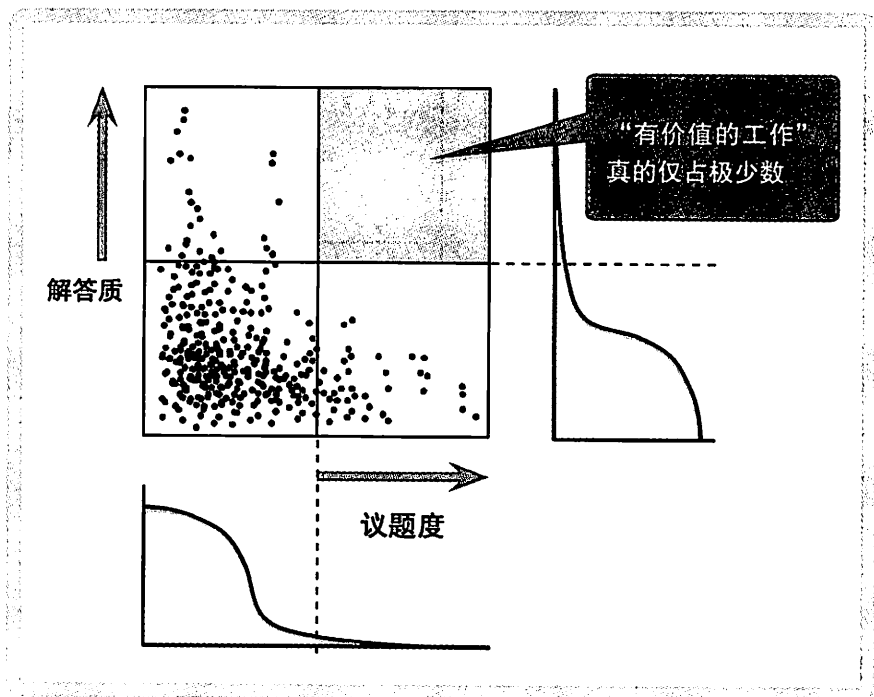 “有价值的工作”
真的仅占极少数
解答质
议题度